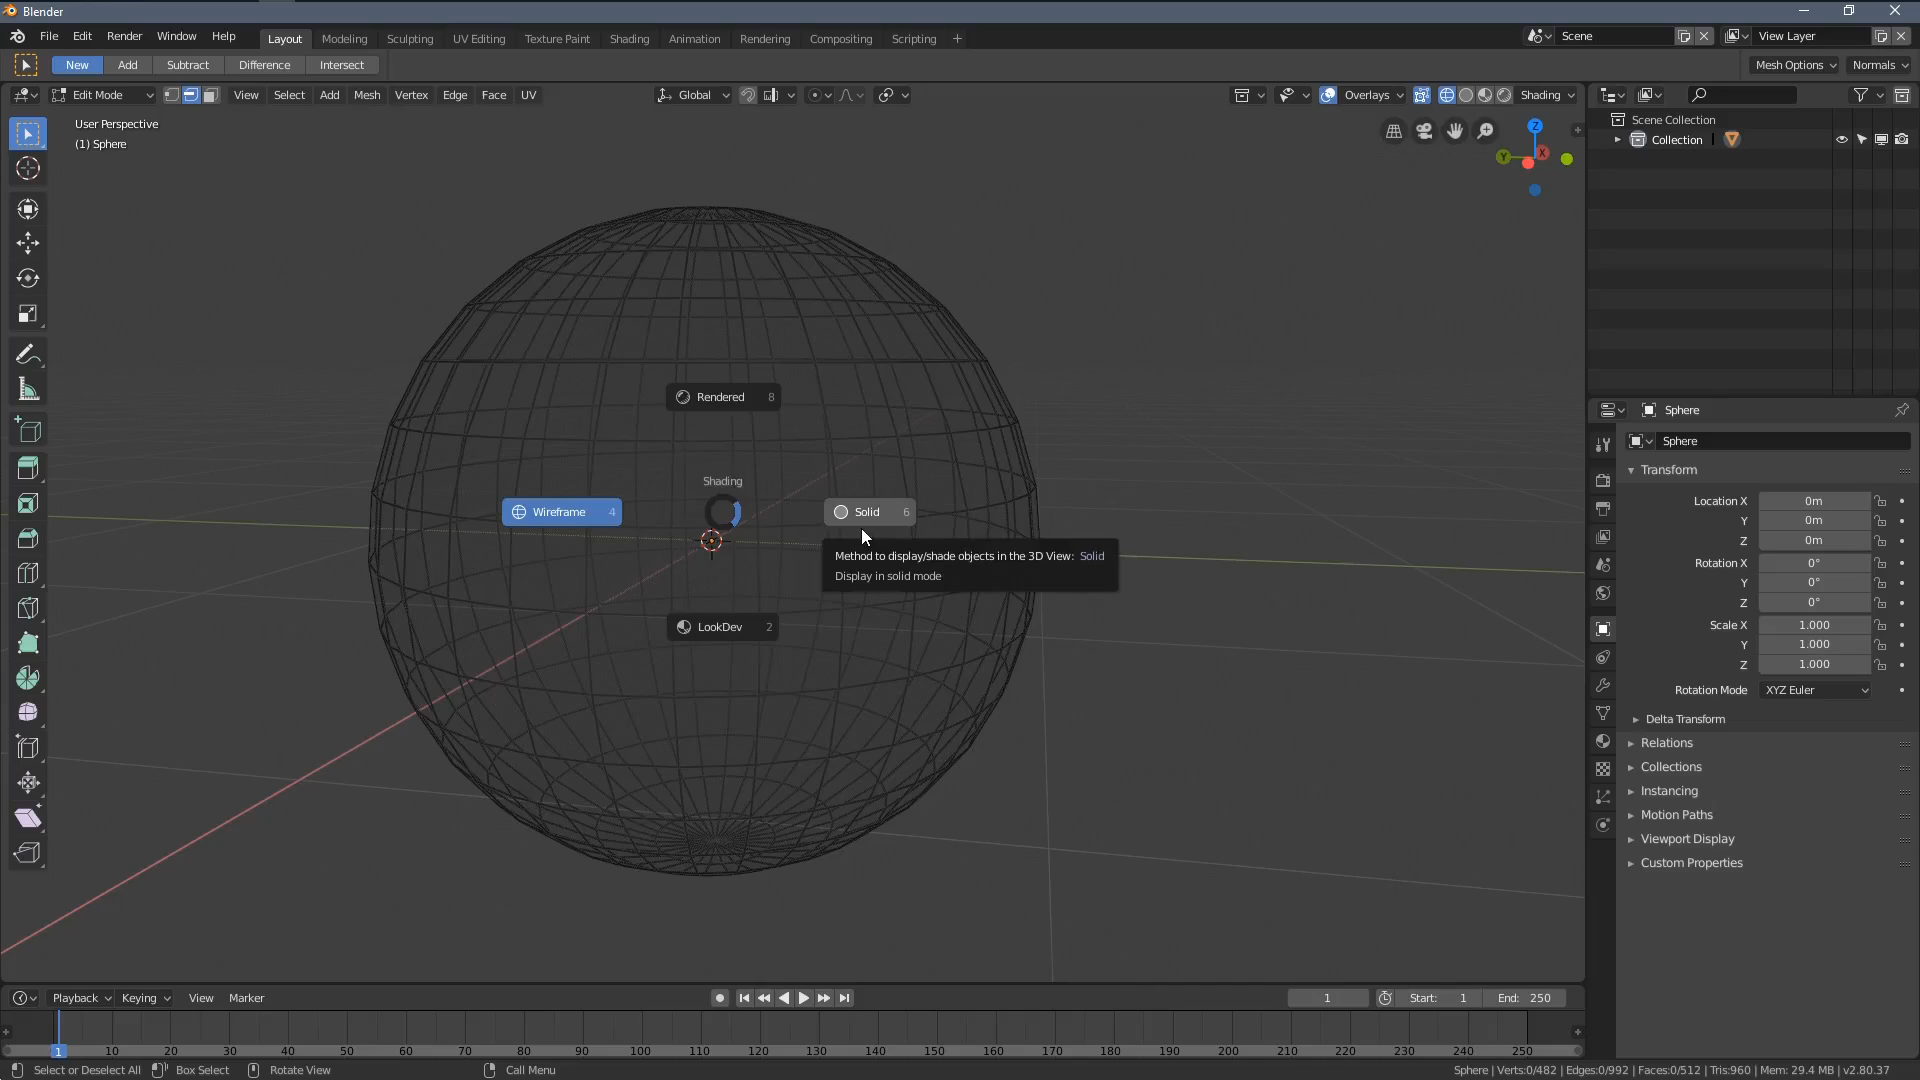 Blender
File Edit Render Window Help Layout Modeling Sculpting UV Editing Texture Paint Shading Animation Rendering Compositing Scripting + Scene View Layer
New Add Subtract Difference Intersect Mesh Options Normals
Edit Mode View Select Add Mesh Vertex Edge Face UV Global Overlays Shading
User Perspective
(1) Sphere
Z
Y X
Scene Collection
Collection
Rendered 8
Shading
Wireframe 4
Solid 6
Method to display/shade objects in the 3D View: Solid
Display in solid mode
LookDev 2
Sphere
Sphere
Transform
Location X 0m
Y 0m
Z 0m
Rotation X 0°
Y 0°
Z 0°
Scale X 1.000
Y 1.000
Z 1.000
Rotation Mode XYZ Euler
Delta Transform
Relations
Collections
Instancing
Motion Paths
Viewport Display
Custom Properties
Playback Keying View Marker 1 Start: 1 End: 250
1 10 20 30 40 50 60 70 80 90 100 110 120 130 140 150 160 170 180 190 200 210 220 230 240 250
Select or Deselect All Box Select Rotate View Call Menu Sphere | Verts:0/482 | Edges:0/992 | Faces:0/512 | Tris:960 | Mem: 29.4 MB | v2.80.37